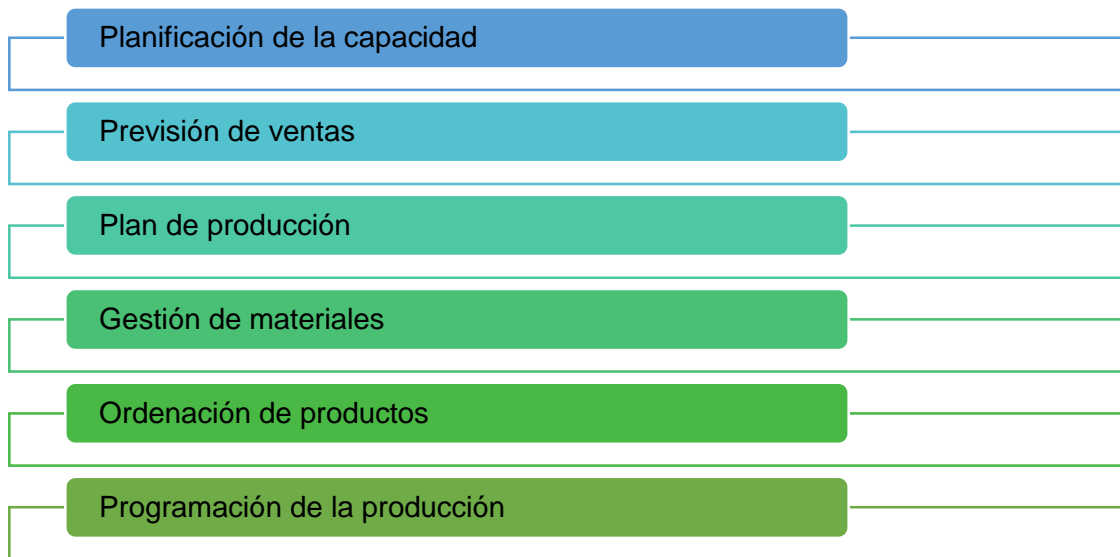 Planificación de la capacidad
Previsión de ventas
Plan de producción
Gestión de materiales
Ordenación de productos
Programación de la producción